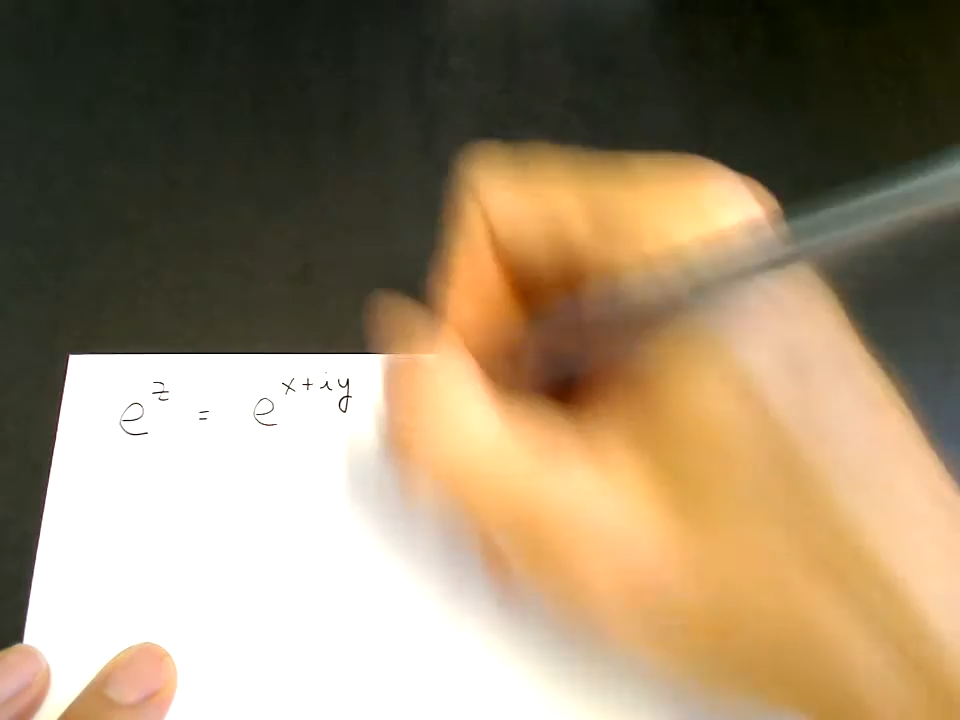 e^z = e^{x+iy}